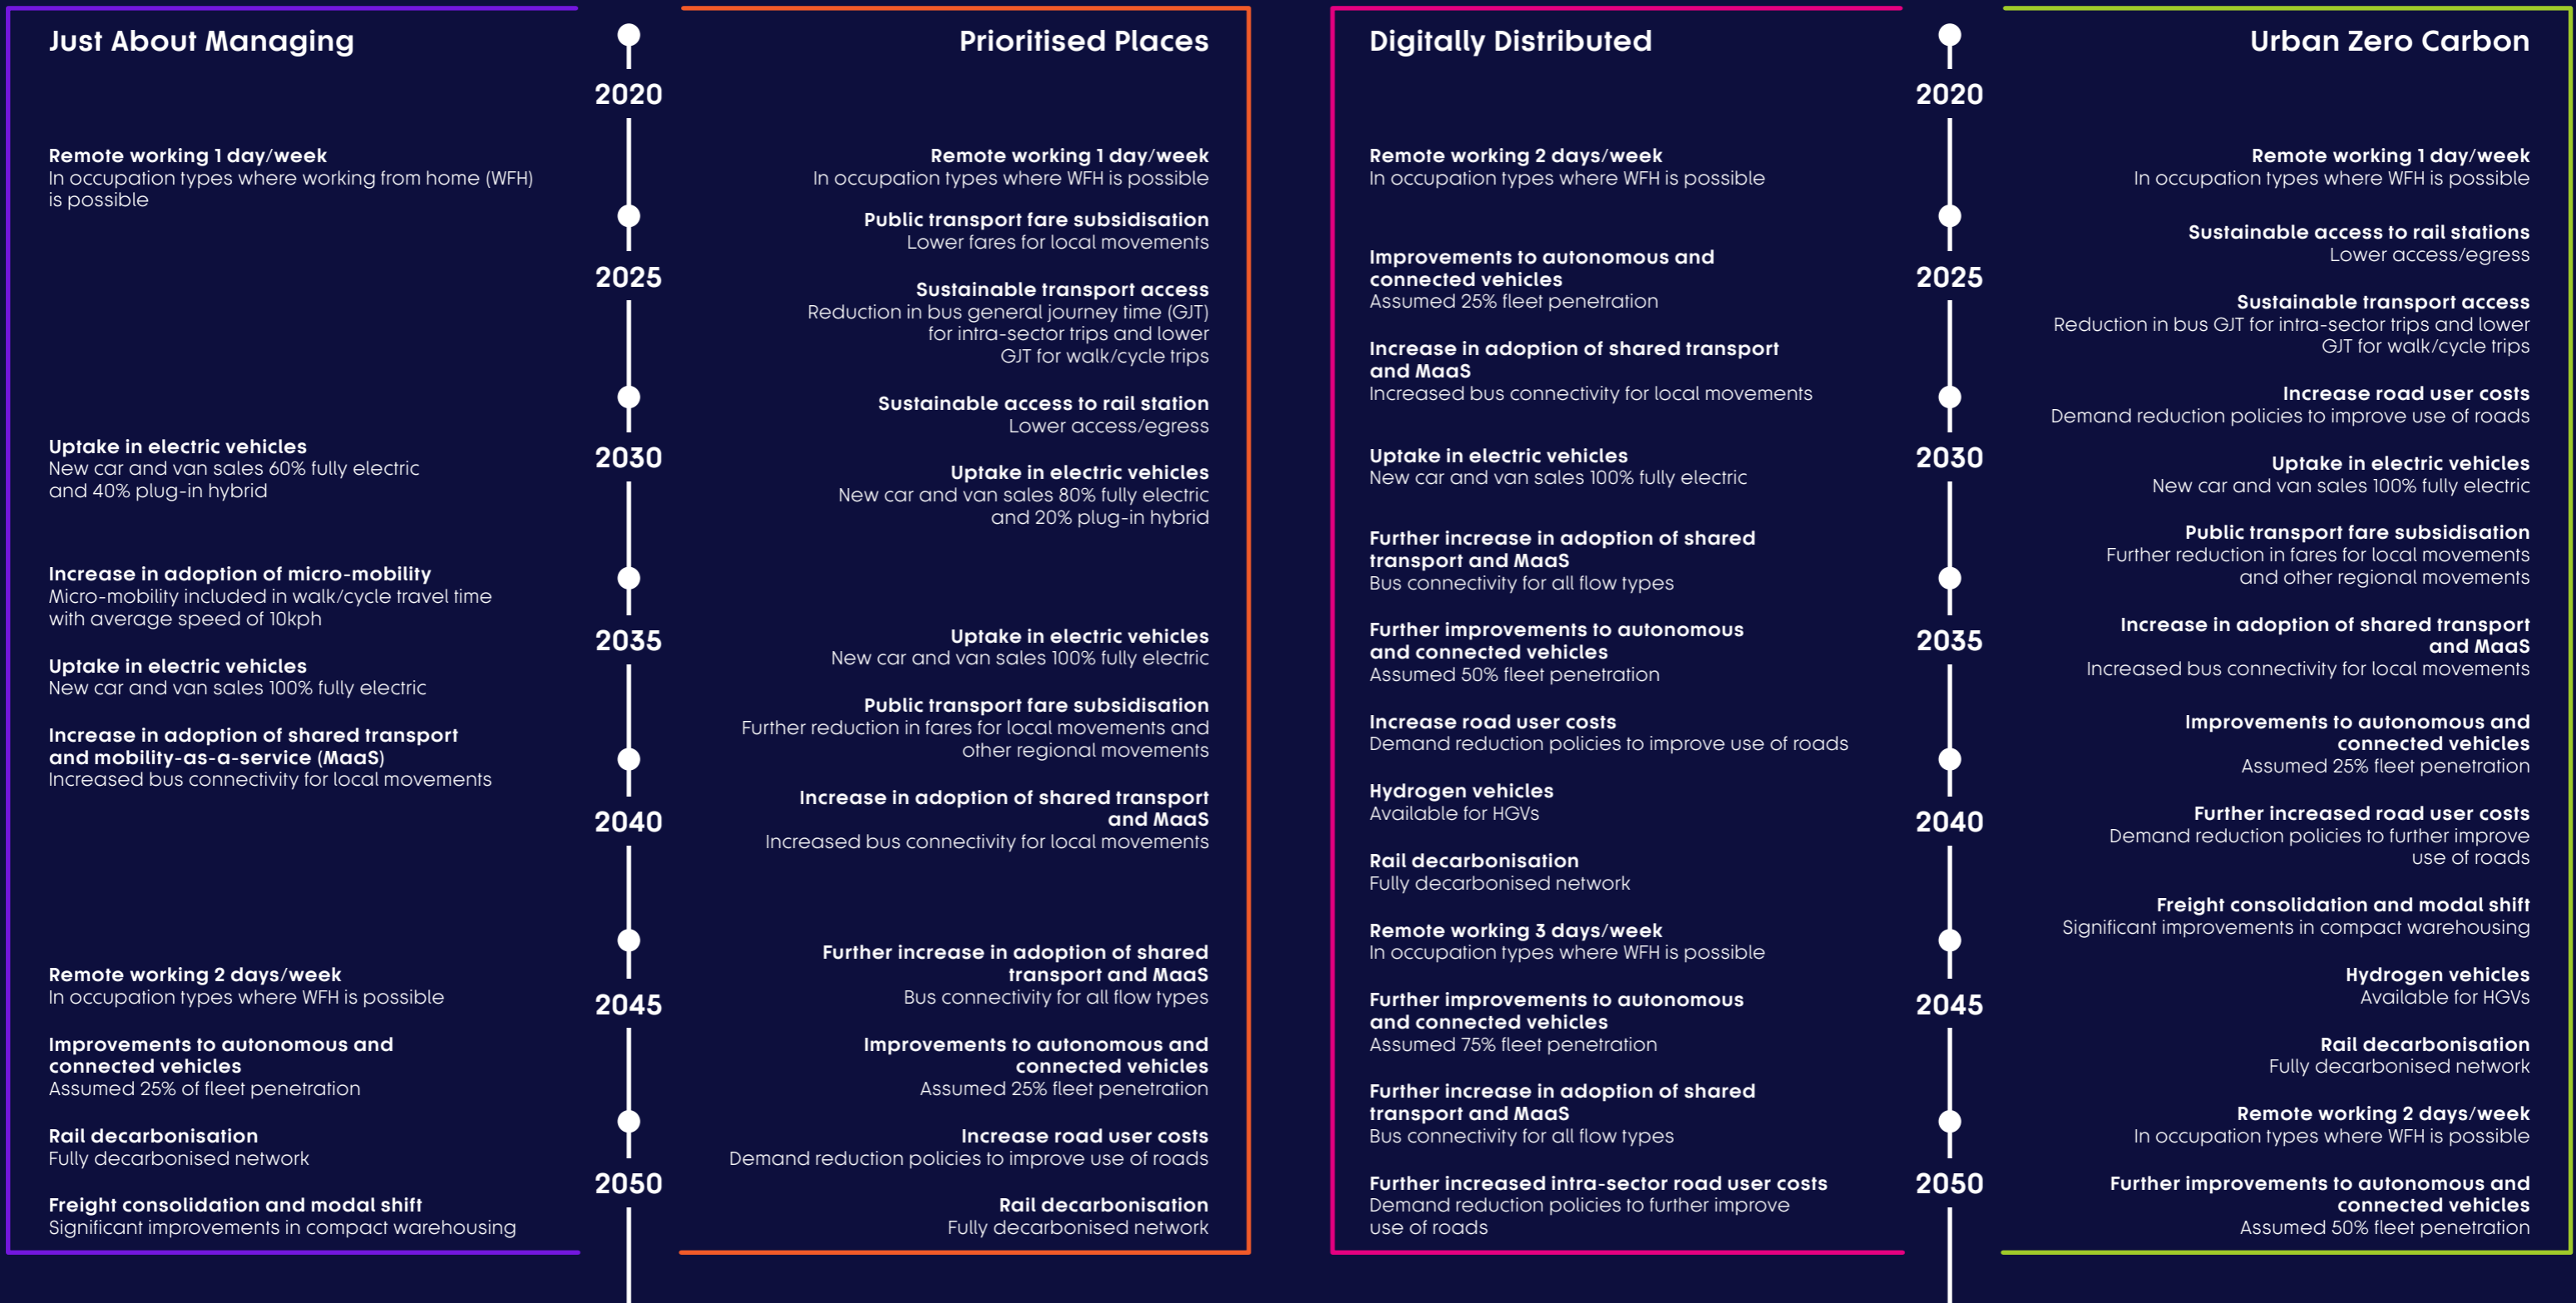 Just About Managing
Remote working 1 day/week
In occupation types where working from home (WFH)
is possible
Uptake in electric vehicles
New car and van sales 60% fully electric
and 40% plug-in hybrid
Increase in adoption of micro-mobility
Micro-mobility included in walk/cycle travel time
with average speed of 10kph
Uptake in electric vehicles
New car and van sales 100% fully electric
Increase in adoption of shared transport
and mobility-as-a-service (MaaS)
Increased bus connectivity for local movements
Remote working 2 days/week
In occupation types where WFH is possible
Improvements to autonomous and
connected vehicles
Assumed 25% of fleet penetration
Rail decarbonisation
Fully decarbonised network
Freight consolidation and modal shift
Significant improvements in compact warehousing
2020
2025
2030
2035
2040
2045
2050
Prioritised Places
Remote working 1 day/week
In occupation types where WFH is possible
Public transport fare subsidisation
Lower fares for local movements
Sustainable transport access
Reduction in bus general journey time (GJT)
for intra-sector trips and lower
GJT for walk/cycle trips
Sustainable access to rail station
Lower access/egress
Uptake in electric vehicles
New car and van sales 80% fully electric
and 20% plug-in hybrid
Uptake in electric vehicles
New car and van sales 100% fully electric
Public transport fare subsidisation
Further reduction in fares for local movements and
other regional movements
Increase in adoption of shared transport
and MaaS
Increased bus connectivity for local movements
Further increase in adoption of shared
transport and MaaS
Bus connectivity for all flow types
Improvements to autonomous and
connected vehicles
Assumed 25% fleet penetration
Increase road user costs
Demand reduction policies to improve use of roads
Rail decarbonisation
Fully decarbonised network
Digitally Distributed
Remote working 2 days/week
In occupation types where WFH is possible
Improvements to autonomous and
connected vehicles
Assumed 25% fleet penetration
Increase in adoption of shared transport
and MaaS
Increased bus connectivity for local movements
Uptake in electric vehicles
New car and van sales 100% fully electric
Further increase in adoption of shared
transport and MaaS
Bus connectivity for all flow types
Further improvements to autonomous
and connected vehicles
Assumed 50% fleet penetration
Increase road user costs
Demand reduction policies to improve use of roads
Hydrogen vehicles
Available for HGVs
Rail decarbonisation
Fully decarbonised network
Remote working 3 days/week
In occupation types where WFH is possible
Further improvements to autonomous
and connected vehicles
Assumed 75% fleet penetration
Further increase in adoption of shared
transport and MaaS
Bus connectivity for all flow types
Further increased intra-sector road user costs
Demand reduction policies to further improve
use of roads
2020
2025
2030
2035
2040
2045
2050
Urban Zero Carbon
Remote working 1 day/week
In occupation types where WFH is possible
Sustainable access to rail stations
Lower access/egress
Sustainable transport access
Reduction in bus GJT for intra-sector trips and lower
GJT for walk/cycle trips
Increase road user costs
Demand reduction policies to improve use of roads
Uptake in electric vehicles
New car and van sales 100% fully electric
Public transport fare subsidisation
Further reduction in fares for local movements
and other regional movements
Increase in adoption of shared transport
and MaaS
Increased bus connectivity for local movements
Improvements to autonomous and
connected vehicles
Assumed 25% fleet penetration
Further increased road user costs
Demand reduction policies to further improve
use of roads
Freight consolidation and modal shift
Significant improvements in compact warehousing
Hydrogen vehicles
Available for HGVs
Rail decarbonisation
Fully decarbonised network
Remote working 2 days/week
In occupation types where WFH is possible
Further improvements to autonomous and
connected vehicles
Assumed 50% fleet penetration